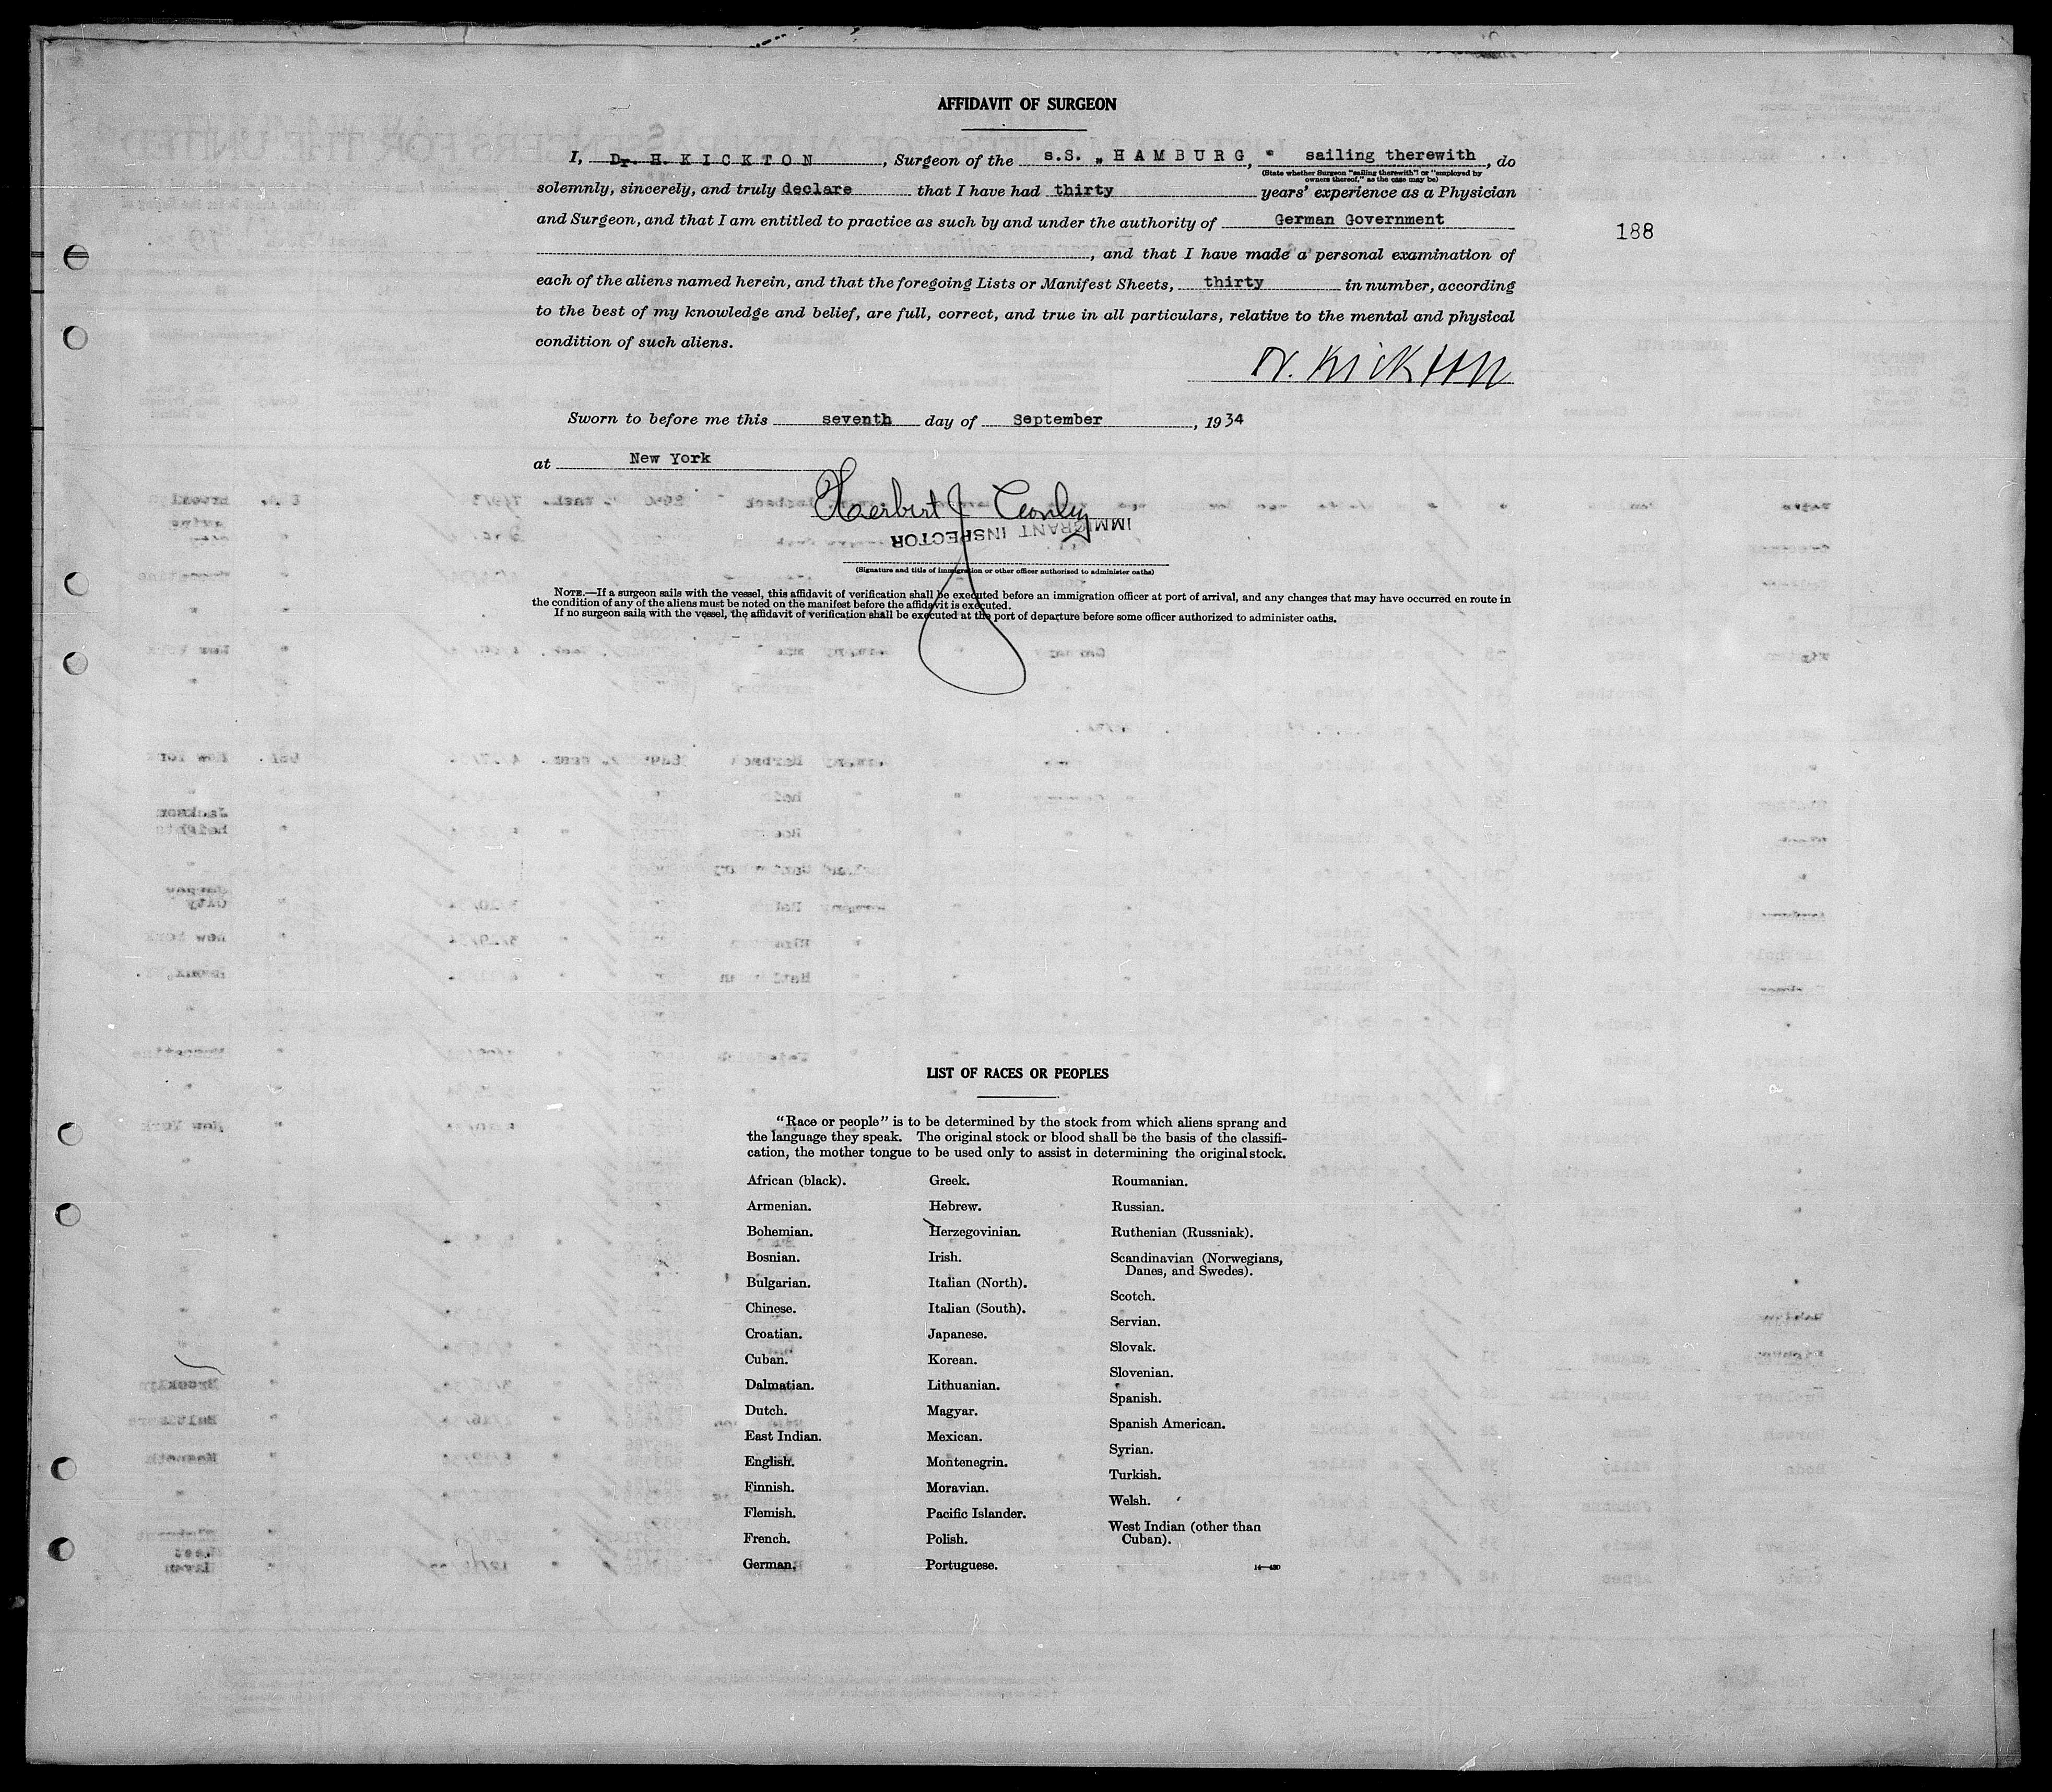 AFFIDAVIT OF SURGEON
I, Dr. H. KICKTON, Surgeon of the s.S. „HAMBURG," sailing therewith, do
(State whether Surgeon "sailing therewith" or "employed by
owners thereof," as the case may be)
solemnly, sincerely, and truly declare that I have had thirty years' experience as a Physician
and Surgeon, and that I am entitled to practice as such by and under the authority of German Government
188
, and that I have made a personal examination of
each of the aliens named herein, and that the foregoing Lists or Manifest Sheets, thirty in number, according
to the best of my knowledge and belief, are full, correct, and true in all particulars, relative to the mental and physical
condition of such aliens.
Dr. Kickton
Sworn to before me this seventh day of September, 1934
at New York
Herbert J
IMMIGRANT INSPECTOR
(Signature and title of immigration or other officer authorized to administer oaths)
NOTE.—If a surgeon sails with the vessel, this affidavit of verification shall be executed before an immigration officer at port of arrival, and any changes that may have occurred en route in
the condition of any of the aliens must be noted on the manifest before the affidavit is executed.
If no surgeon sails with the vessel, the affidavit of verification shall be executed at the port of departure before some officer authorized to administer oaths.
LIST OF RACES OR PEOPLES
"Race or people" is to be determined by the stock from which aliens sprang and
the language they speak. The original stock or blood shall be the basis of the classifi-
cation, the mother tongue to be used only to assist in determining the original stock.
African (black).
Armenian.
Bohemian.
Bosnian.
Bulgarian.
Chinese.
Croatian.
Cuban.
Dalmatian.
Dutch.
East Indian.
English.
Finnish.
Flemish.
French.
German.
Greek.
Hebrew.
Herzegovinian.
Irish.
Italian (North).
Italian (South).
Japanese.
Korean.
Lithuanian.
Magyar.
Mexican.
Montenegrin.
Moravian.
Pacific Islander.
Polish.
Portuguese.
Roumanian.
Russian.
Ruthenian (Russniak).
Scandinavian (Norwegians,
Danes, and Swedes).
Scotch.
Servian.
Slovak.
Slovenian.
Spanish.
Spanish American.
Syrian.
Turkish.
Welsh.
West Indian (other than
Cuban).